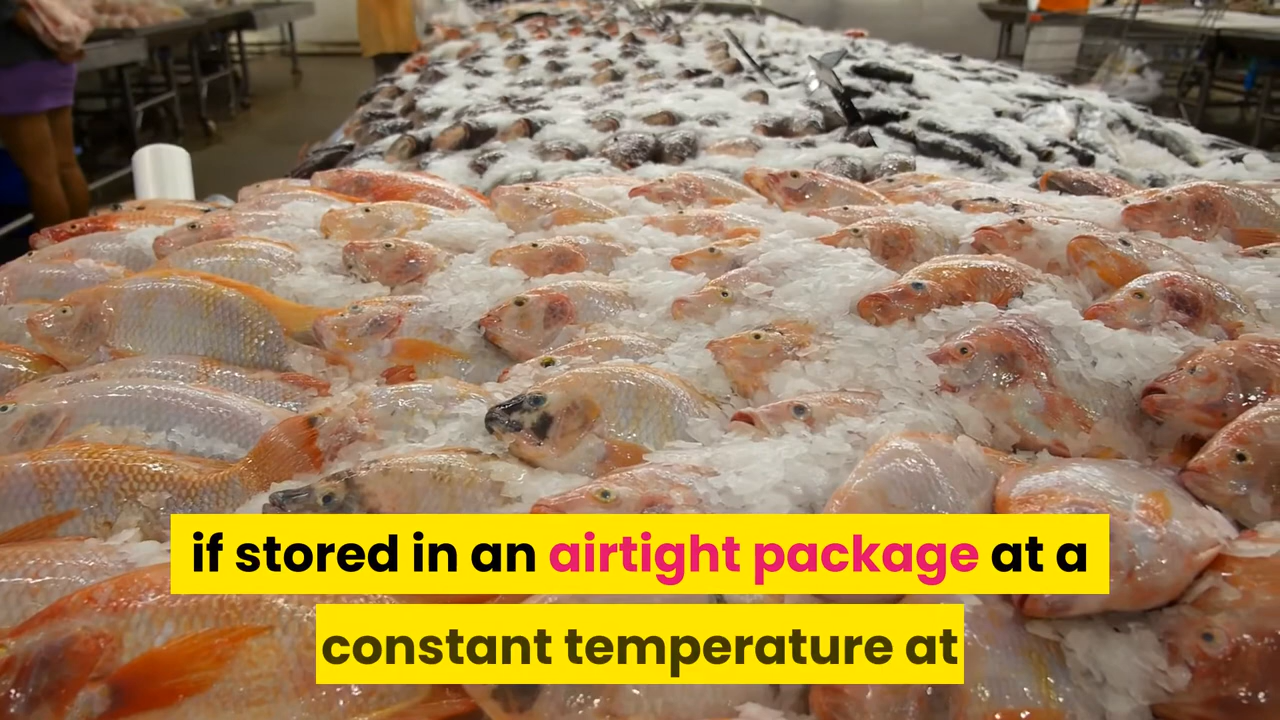 if stored in an airtight package at a
constant temperature at